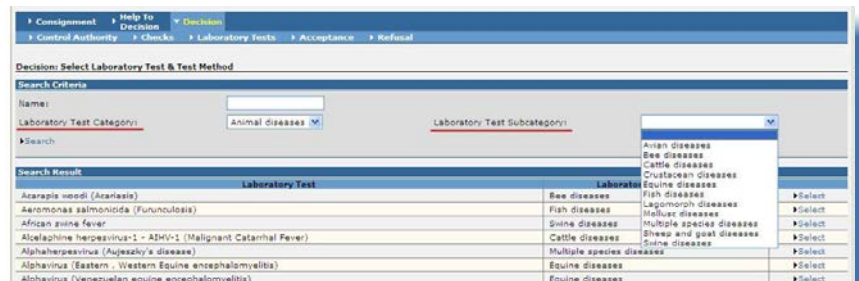 Consignment Help To Decision Decision
Control Authority Checks Laboratory Tests Acceptance Refusal
Decision: Select Laboratory Test & Test Method
Search Criteria
Name:
Laboratory Test Category: Animal diseases Laboratory Test Subcategory:
Search
Avian diseases
Bee diseases
Cattle diseases
Crustacean diseases
Equine diseases
Fish diseases
Lagomorph diseases
Mollusc diseases
Multiple species diseases
Sheep and goat diseases
Swine diseases
Search Result
Laboratory Test Laborator
Acarapis woodi (Acariasis) Bee diseases Select
Aeromonas salmonicida (Furunculosis) Fish diseases Select
African swine fever Swine diseases Select
Alcelaphine herpesvirus-1 - AIHV-1 (Malignant Catarrhal Fever) Cattle diseases Select
Alphaherpesvirus (Aujeszky's disease) Multiple species diseases Select
Alphavirus (Eastern , Western Equine encephalomyelitis) Equine diseases Select
Alphavirus (Venezuelan equine encephalomyelitis) Equine diseases Select